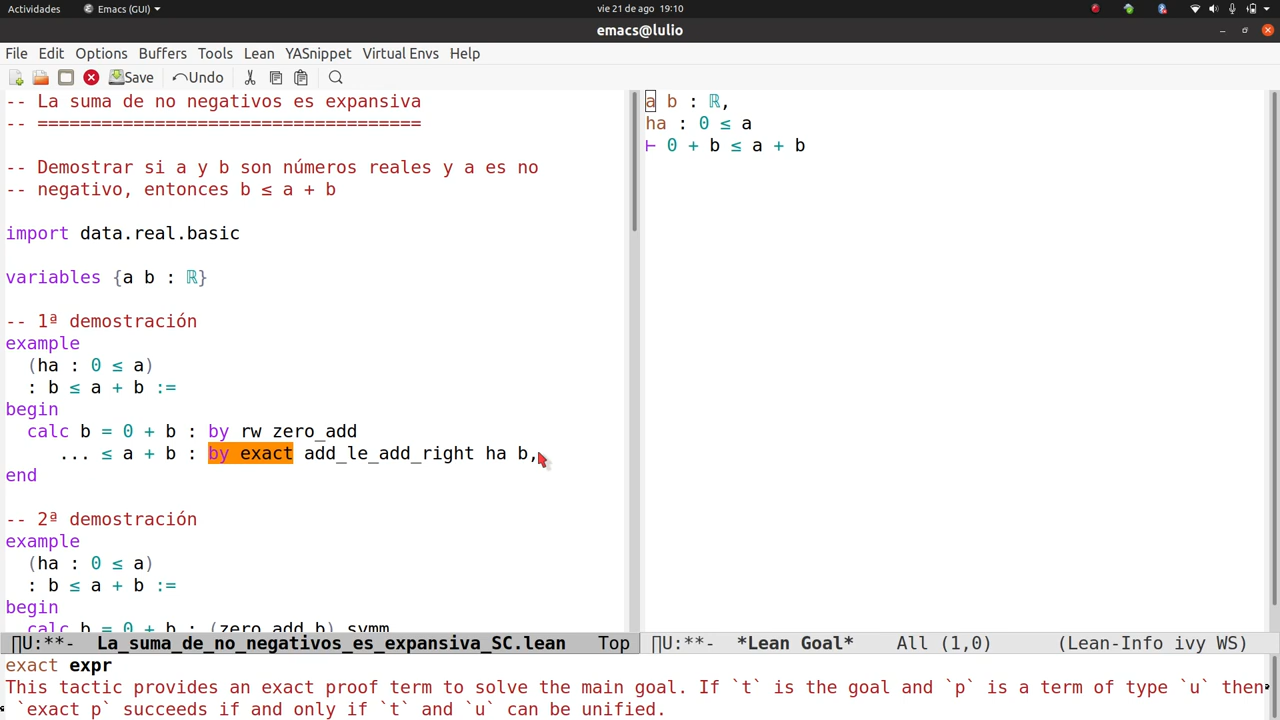 Actividades Emacs (GUI) vie 21 de ago 19:10
emacs@lulio
File Edit Options Buffers Tools Lean YASnippet Virtual Envs Help
Save Undo
-- La suma de no negativos es expansiva
-- ====================================
-- Demostrar si a y b son números reales y a es no
-- negativo, entonces b ≤ a + b
import data.real.basic
variables {a b : ℝ}
-- 1ª demostración
example
(ha : 0 ≤ a)
: b ≤ a + b :=
begin
calc b = 0 + b : by rw zero_add
... ≤ a + b : by exact add_le_add_right ha b,
end
-- 2ª demostración
example
(ha : 0 ≤ a)
: b ≤ a + b :=
begin
calc b = 0 + b : (zero_add b).symm
U:**- La_suma_de_no_negativos_es_expansiva_SC.lean Top
a b : ℝ,
ha : 0 ≤ a
⊢ 0 + b ≤ a + b
U:**- *Lean Goal* All (1,0) (Lean-Info ivy WS)
exact expr
This tactic provides an exact proof term to solve the main goal. If `t` is the goal and `p` is a term of type `u` then
`exact p` succeeds if and only if `t` and `u` can be unified.